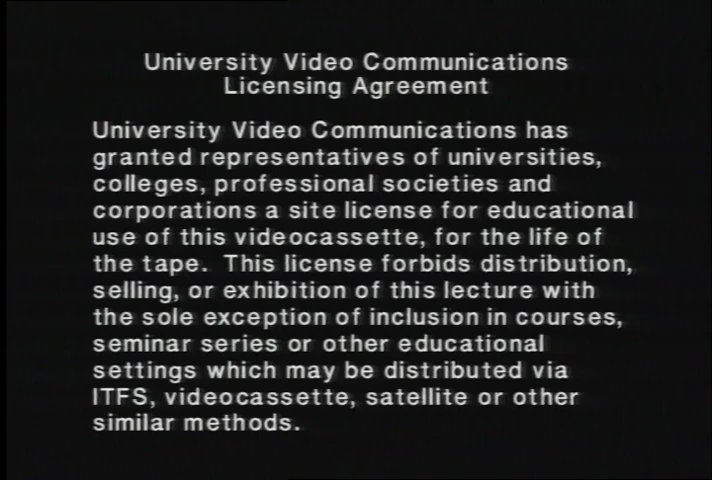 University Video Communications
Licensing Agreement
University Video Communications has
granted representatives of universities,
colleges, professional societies and
corporations a site license for educational
use of this videocassette, for the life of
the tape.  This license forbids distribution,
selling, or exhibition of this lecture with
the sole exception of inclusion in courses,
seminar series or other educational
settings which may be distributed via
ITFS, videocassette, satellite or other
similar methods.